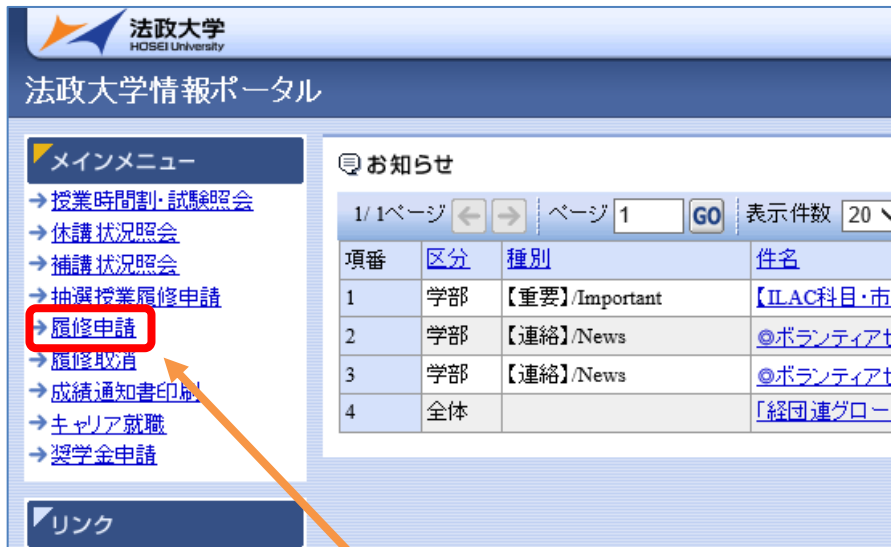 法政大学
HOSEI University
法政大学情報ポータル
メインメニュー
授業時間割・試験照会
休講状況照会
補講状況照会
抽選授業履修申請
履修申請
履修取消
成績通知書印刷
キャリア就職
奨学金申請
リンク
お知らせ
1/1ページ ページ 1 GO 表示件数 20
項番 区分 種別 件名
1 学部 【重要】/Important 【ILAC科目・市
2 学部 【連絡】/News ◎ボランティアセ
3 学部 【連絡】/News ◎ボランティアセ
4 全体 「経団連グロー